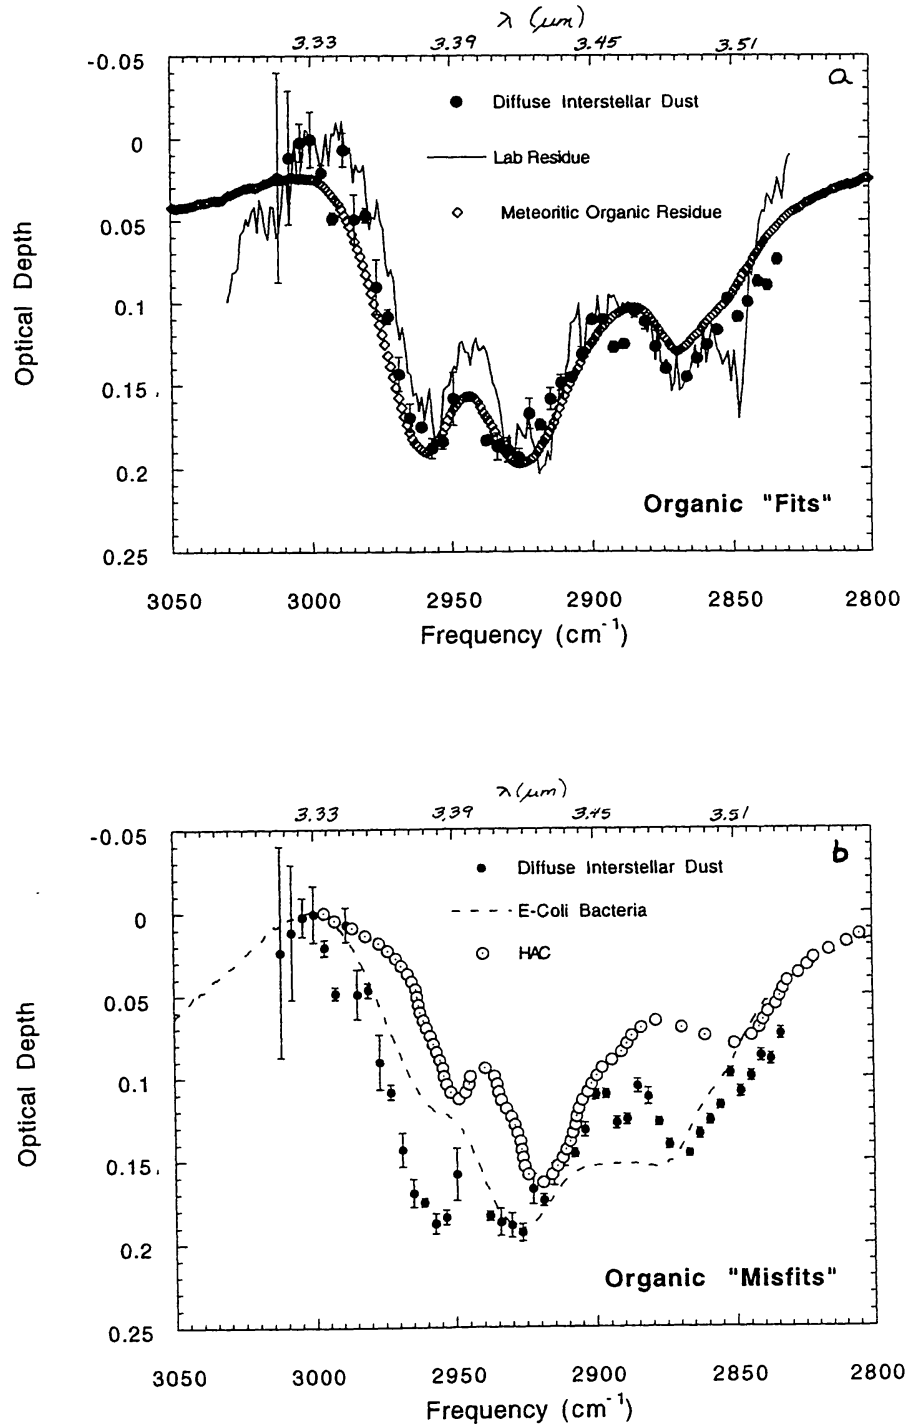 λ (μm)
3.33 3.39 3.45 3.51
-0.05
a
Diffuse Interstellar Dust
0
Lab Residue
Meteoritic Organic Residue
0.05
0.1
0.15
0.2
Organic "Fits"
0.25
Optical Depth
3050 3000 2950 2900 2850 2800
Frequency (cm-1)
λ (μm)
3.33 3.39 3.45 3.51
-0.05
b
Diffuse Interstellar Dust
0
E-Coli Bacteria
HAC
0.05
0.1
0.15
0.2
Organic "Misfits"
0.25
Optical Depth
3050 3000 2950 2900 2850 2800
Frequency (cm-1)